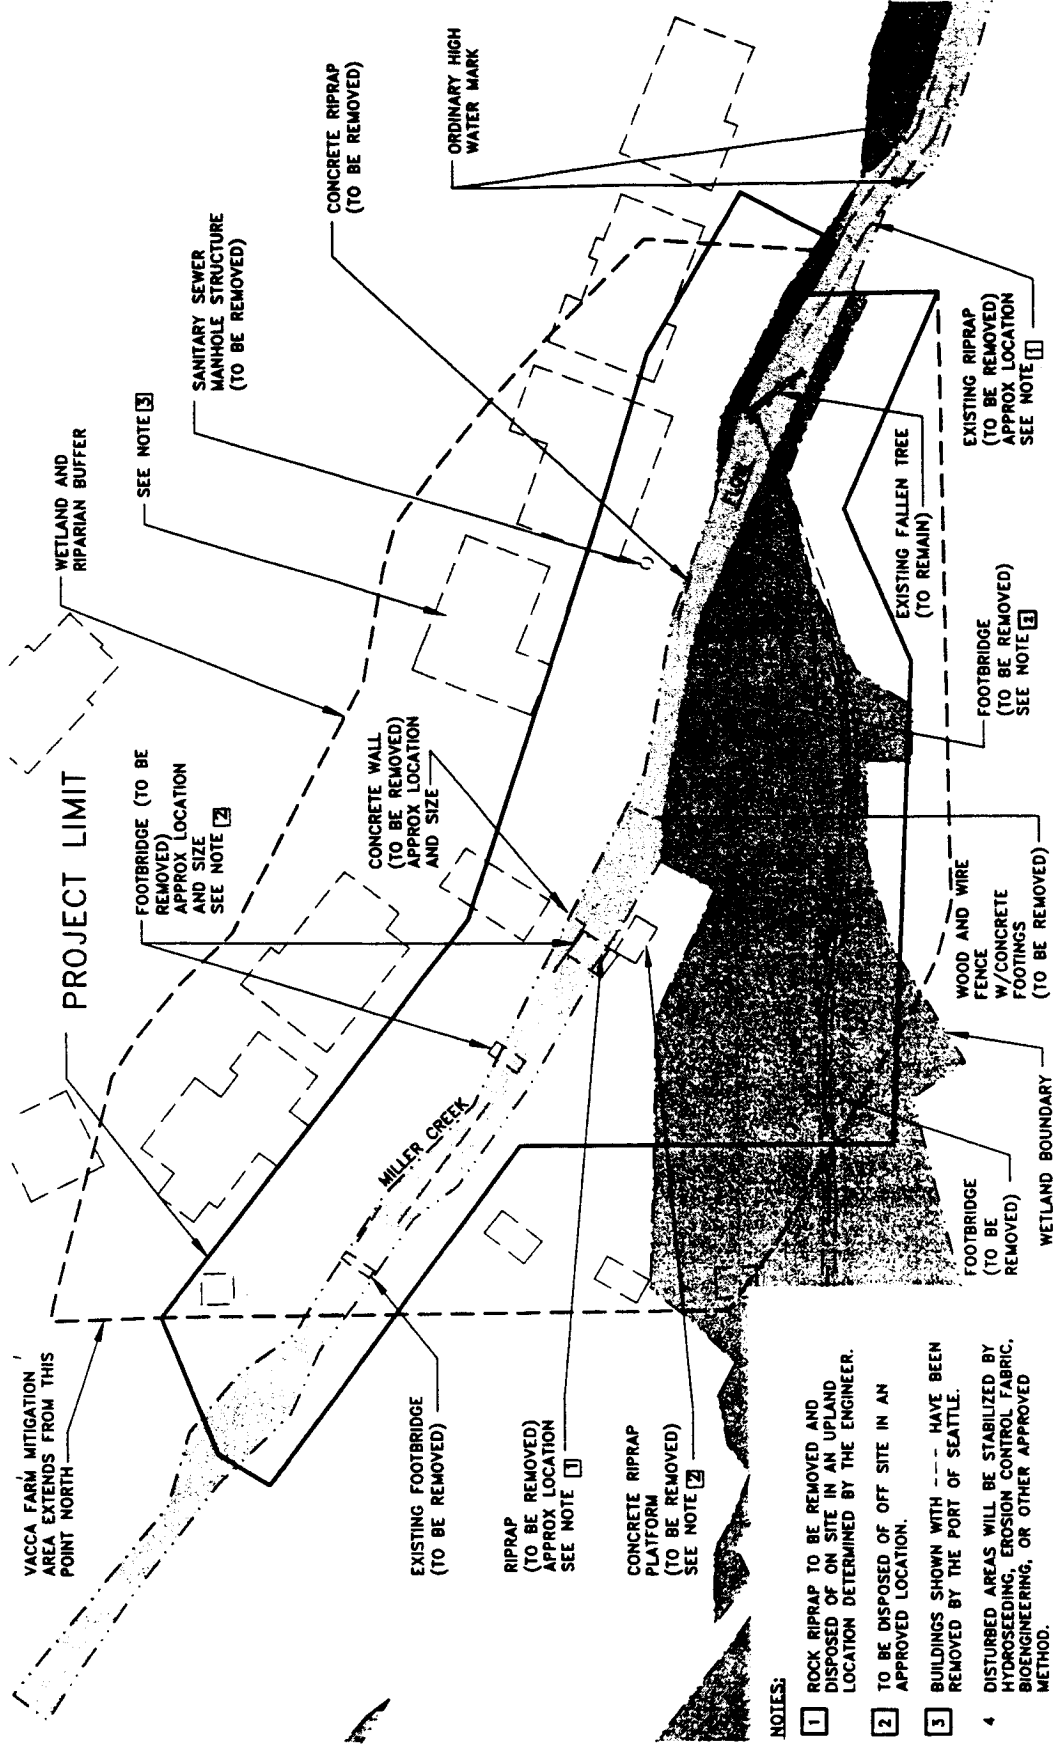 VACCA FARM MITIGATION
AREA EXTENDS FROM THIS
POINT NORTH
PROJECT LIMIT
FOOTBRIDGE (TO BE
REMOVED)
APPROX LOCATION
AND SIZE
SEE NOTE 2
WETLAND AND
RIPARIAN BUFFER
SEE NOTE 3
SANITARY SEWER
MANHOLE STRUCTURE
(TO BE REMOVED)
CONCRETE RIPRAP
(TO BE REMOVED)
ORDINARY HIGH
WATER MARK
CONCRETE WALL
(TO BE REMOVED)
APPROX LOCATION
AND SIZE
MILLER CREEK
FLOW
EXISTING FOOTBRIDGE
(TO BE REMOVED)
RIPRAP
(TO BE REMOVED)
APPROX LOCATION
SEE NOTE 1
CONCRETE RIPRAP
PLATFORM
(TO BE REMOVED)
SEE NOTE 2
FOOTBRIDGE
(TO BE
REMOVED)
WETLAND BOUNDARY
WOOD AND WIRE
FENCE
W/CONCRETE
FOOTINGS
(TO BE REMOVED)
FOOTBRIDGE
(TO BE REMOVED)
SEE NOTE
EXISTING FALLEN TREE
(TO REMAIN)
EXISTING RIPRAP
(TO BE REMOVED)
APPROX LOCATION
SEE NOTE 1
NOTES:
1 ROCK RIPRAP TO BE REMOVED AND
DISPOSED OF ON SITE IN AN UPLAND
LOCATION DETERMINED BY THE ENGINEER.
2 TO BE DISPOSED OF OFF SITE IN AN
APPROVED LOCATION.
3 BUILDINGS SHOWN WITH ---- HAVE BEEN
REMOVED BY THE PORT OF SEATTLE.
4 DISTURBED AREAS WILL BE STABILIZED BY
HYDROSEEDING, EROSION CONTROL FABRIC,
BIOENGINEERING, OR OTHER APPROVED
METHOD.